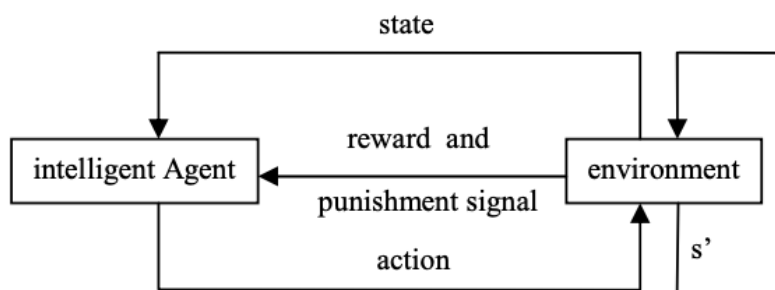 state
reward and
intelligent Agent
environment
punishment signal
action
s’